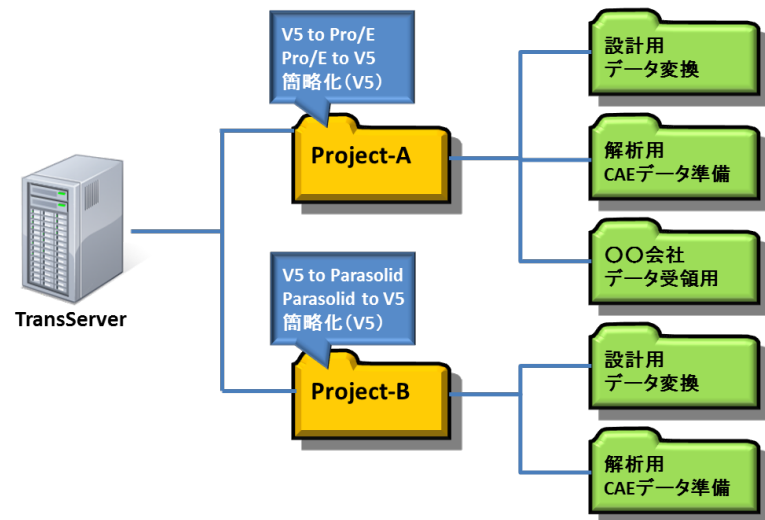 V5 to Pro/E
Pro/E to V5
簡略化（V5）
Project-A
設計用
データ変換
解析用
CAEデータ準備
〇〇会社
データ受領用
TransServer
V5 to Parasolid
Parasolid to V5
簡略化（V5）
Project-B
設計用
データ変換
解析用
CAEデータ準備